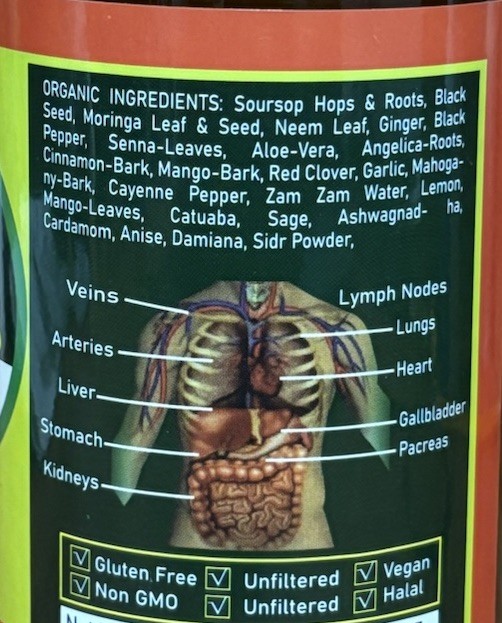 ORGANIC INGREDIENTS: Soursop Hops & Roots, Black
Seed, Moringa Leaf & Seed, Neem Leaf, Ginger, Black
Pepper, Senna-Leaves, Aloe-Vera, Angelica-Roots,
Cinnamon-Bark, Mango-Bark, Red Clover, Garlic, Mahoga-
ny-Bark, Cayenne Pepper, Zam Zam Water, Lemon,
Mango-Leaves, Catuaba, Sage, Ashwagnad- ha,
Cardamom, Anise, Damiana, Sidr Powder,
Veins
Lymph Nodes
Lungs
Arteries
Heart
Liver
Gallbladder
Stomach
Pacreas
Kidneys
Gluten Free Unfiltered Vegan
Non GMO Unfiltered Halal